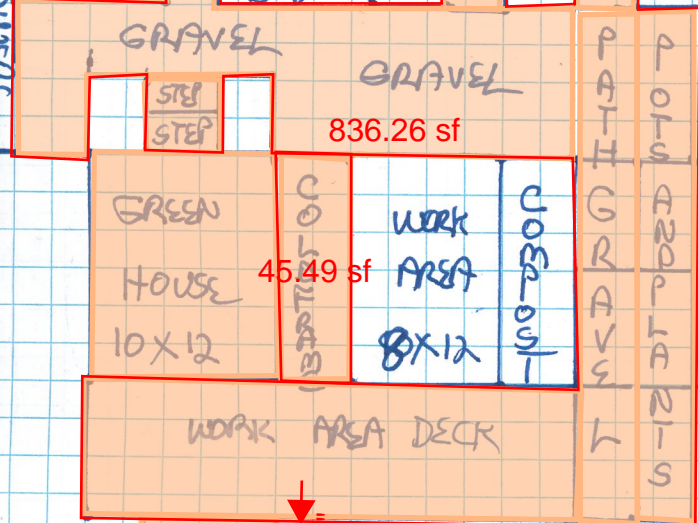 GRAVEL
GRAVEL
STEP
STEP
836.26 sf
GREEN
HOUSE
10X12
45.49 sf
WORK
AREA
8X12
COMPOST
WORK AREA DECK
PATH GRAVEL
POTS AND PLANTS